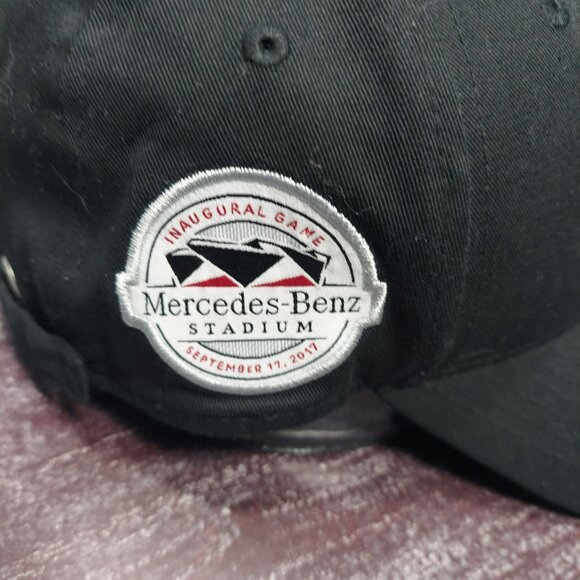 INAUGURAL GAME
Mercedes-Benz
STADIUM
SEPTEMBER 17, 2017